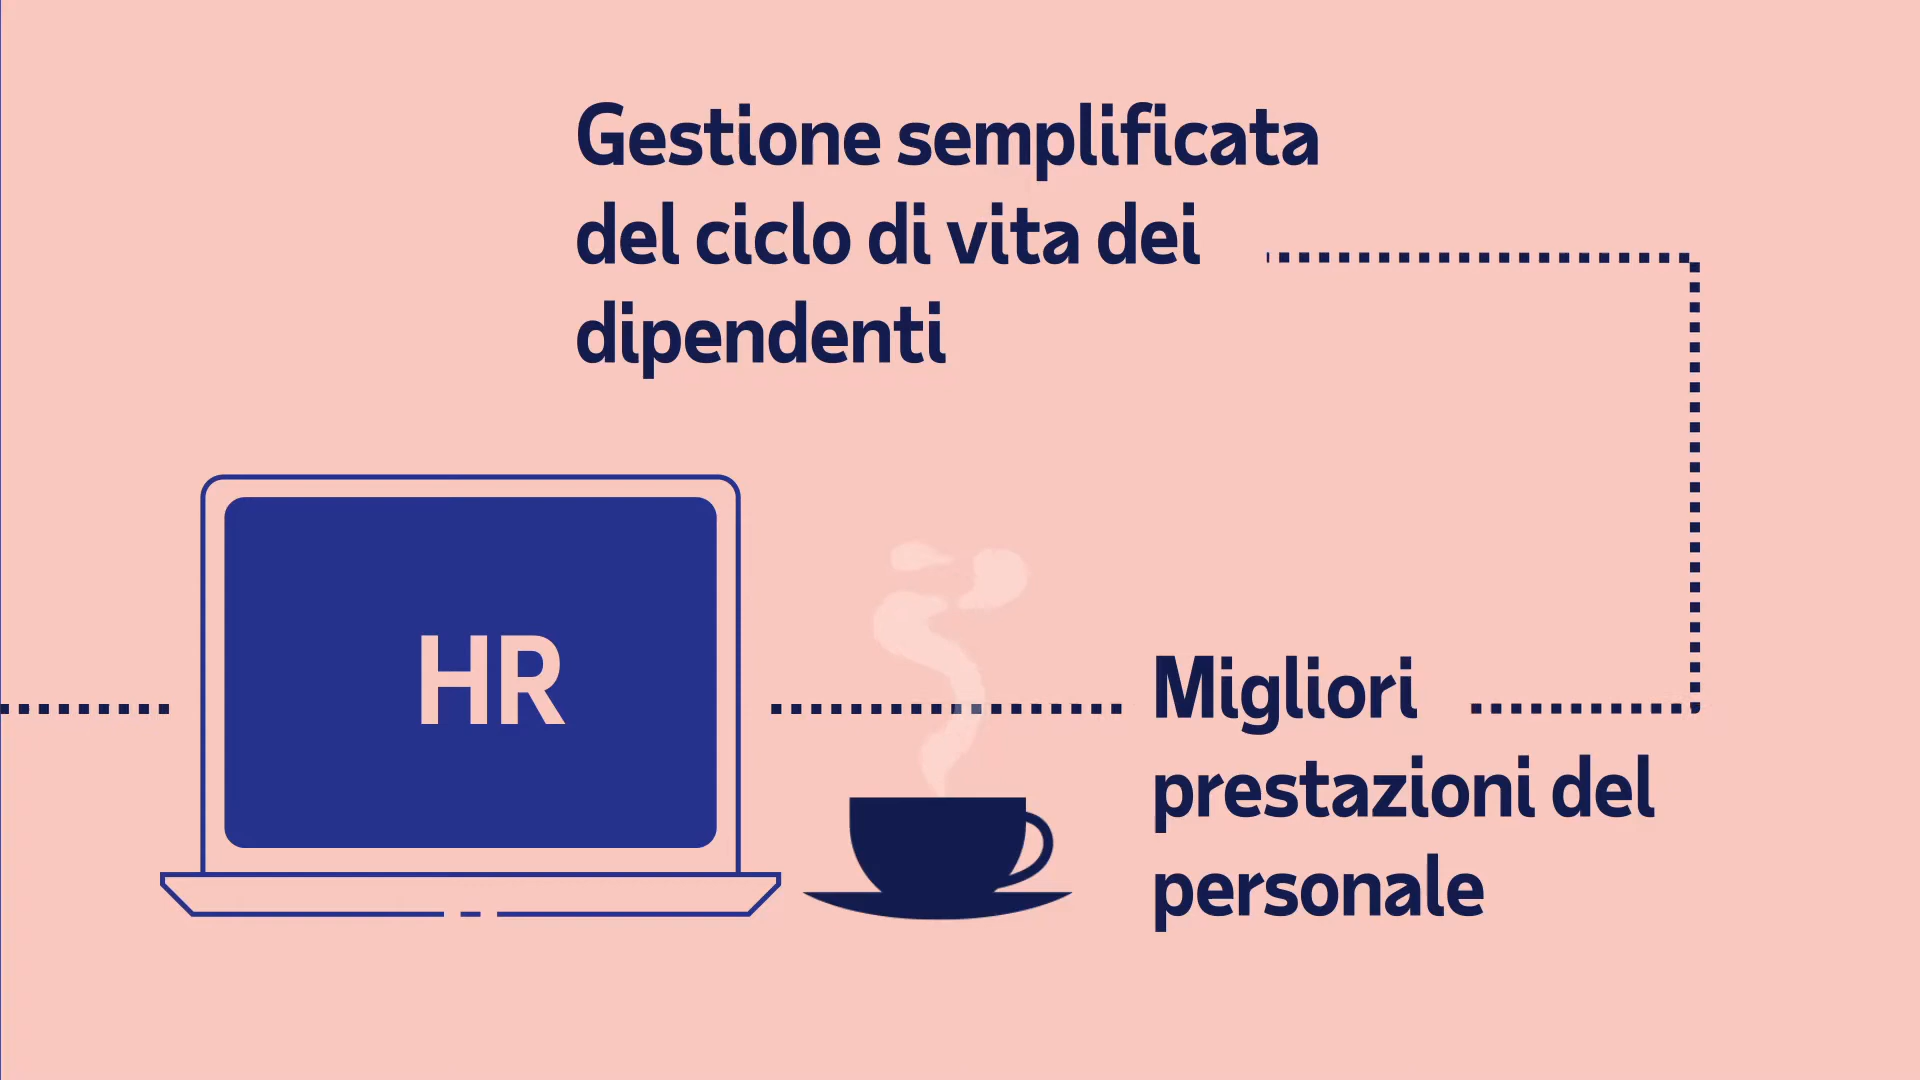 Gestione semplificata
del ciclo di vita dei
dipendenti
HR
Migliori
prestazioni del
personale